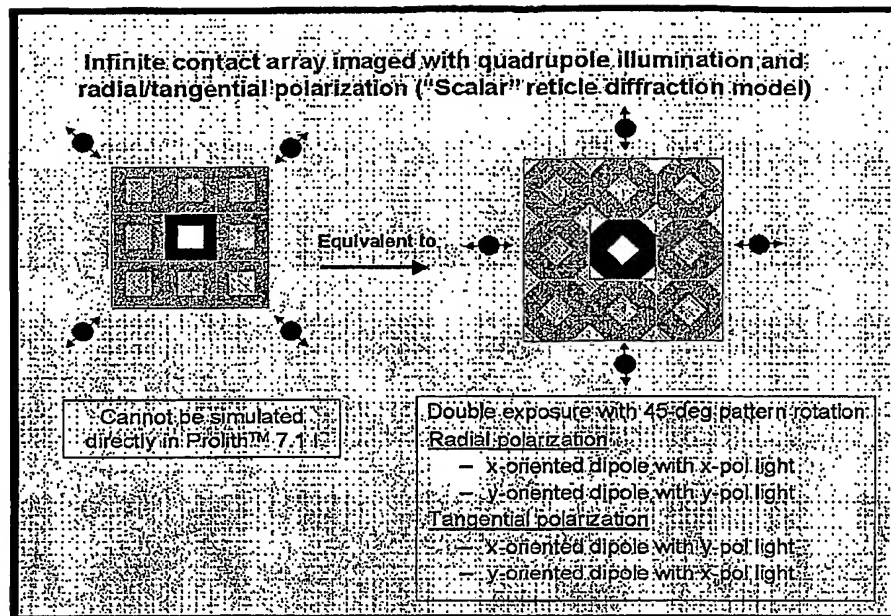 Infinite contact array imaged with quadrupole illumination and
radial/tangential polarization ("Scalar" reticle diffraction model)
Equivalent to
Cannot be simulated
directly in Prolith™ 7.1
Double exposure with 45-deg pattern rotation
Radial polarization
– x-oriented dipole with x-pol light
– y-oriented dipole with y-pol light
Tangential polarization
– x-oriented dipole with y-pol light
– y-oriented dipole with x-pol light